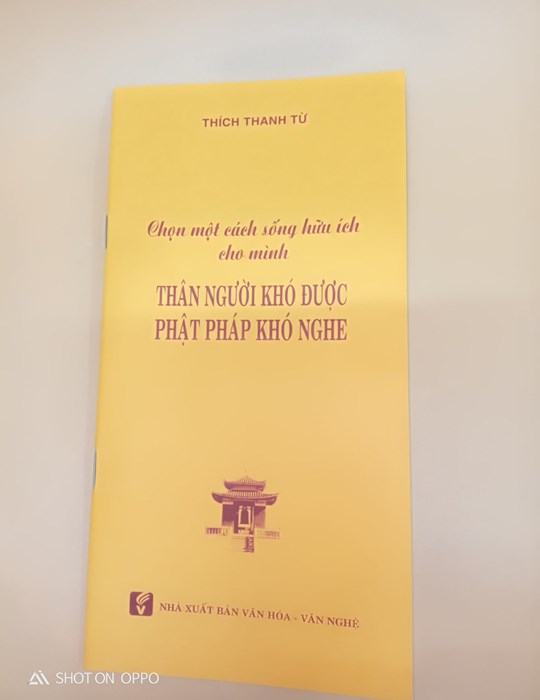 THÍCH THANH TỪ
Chọn một cách sống hữu ích
cho mình
THÂN NGƯỜI KHÓ ĐƯỢC
PHẬT PHÁP KHÓ NGHE
NHÀ XUẤT BẢN VĂN HÓA - VĂN NGHỆ
SHOT ON OPPO